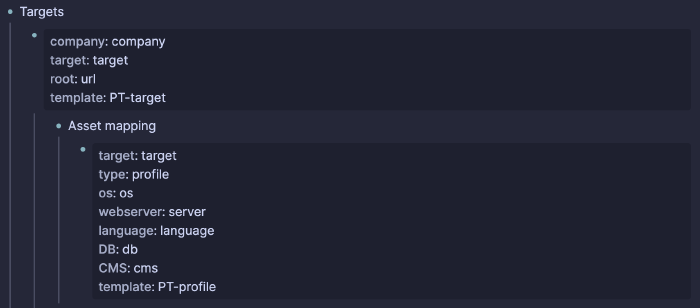 Targets
company: company
target: target
root: url
template: PT-target
Asset mapping
target: target
type: profile
os: os
webserver: server
language: language
DB: db
CMS: cms
template: PT-profile